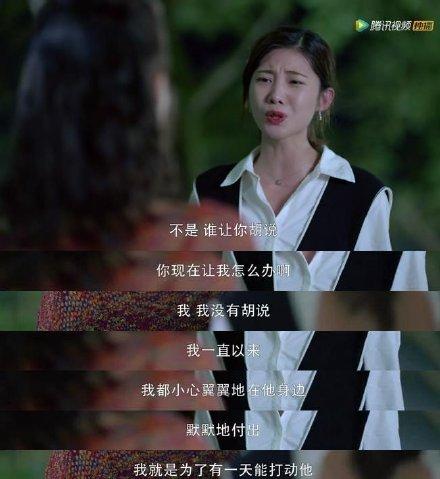 腾讯视频 独播
不是 谁让你胡说
你现在让我怎么办啊
我 我没有胡说
我一直以来
我都小心翼翼地在他身边
默默地付出
我就是为了有一天能打动他